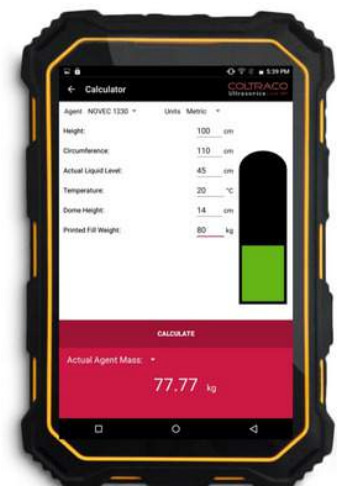 5:39 PM
← Calculator
COLTRACO
Ultrasonics
Agent NOVEC 1230 Units Metric
Height: 100 cm
Circumference: 110 cm
Actual Liquid Level: 45 cm
Temperature: 20 °C
Dome Height: 14 cm
Printed Fill Weight: 80 kg
CALCULATE
Actual Agent Mass:
77.77 kg